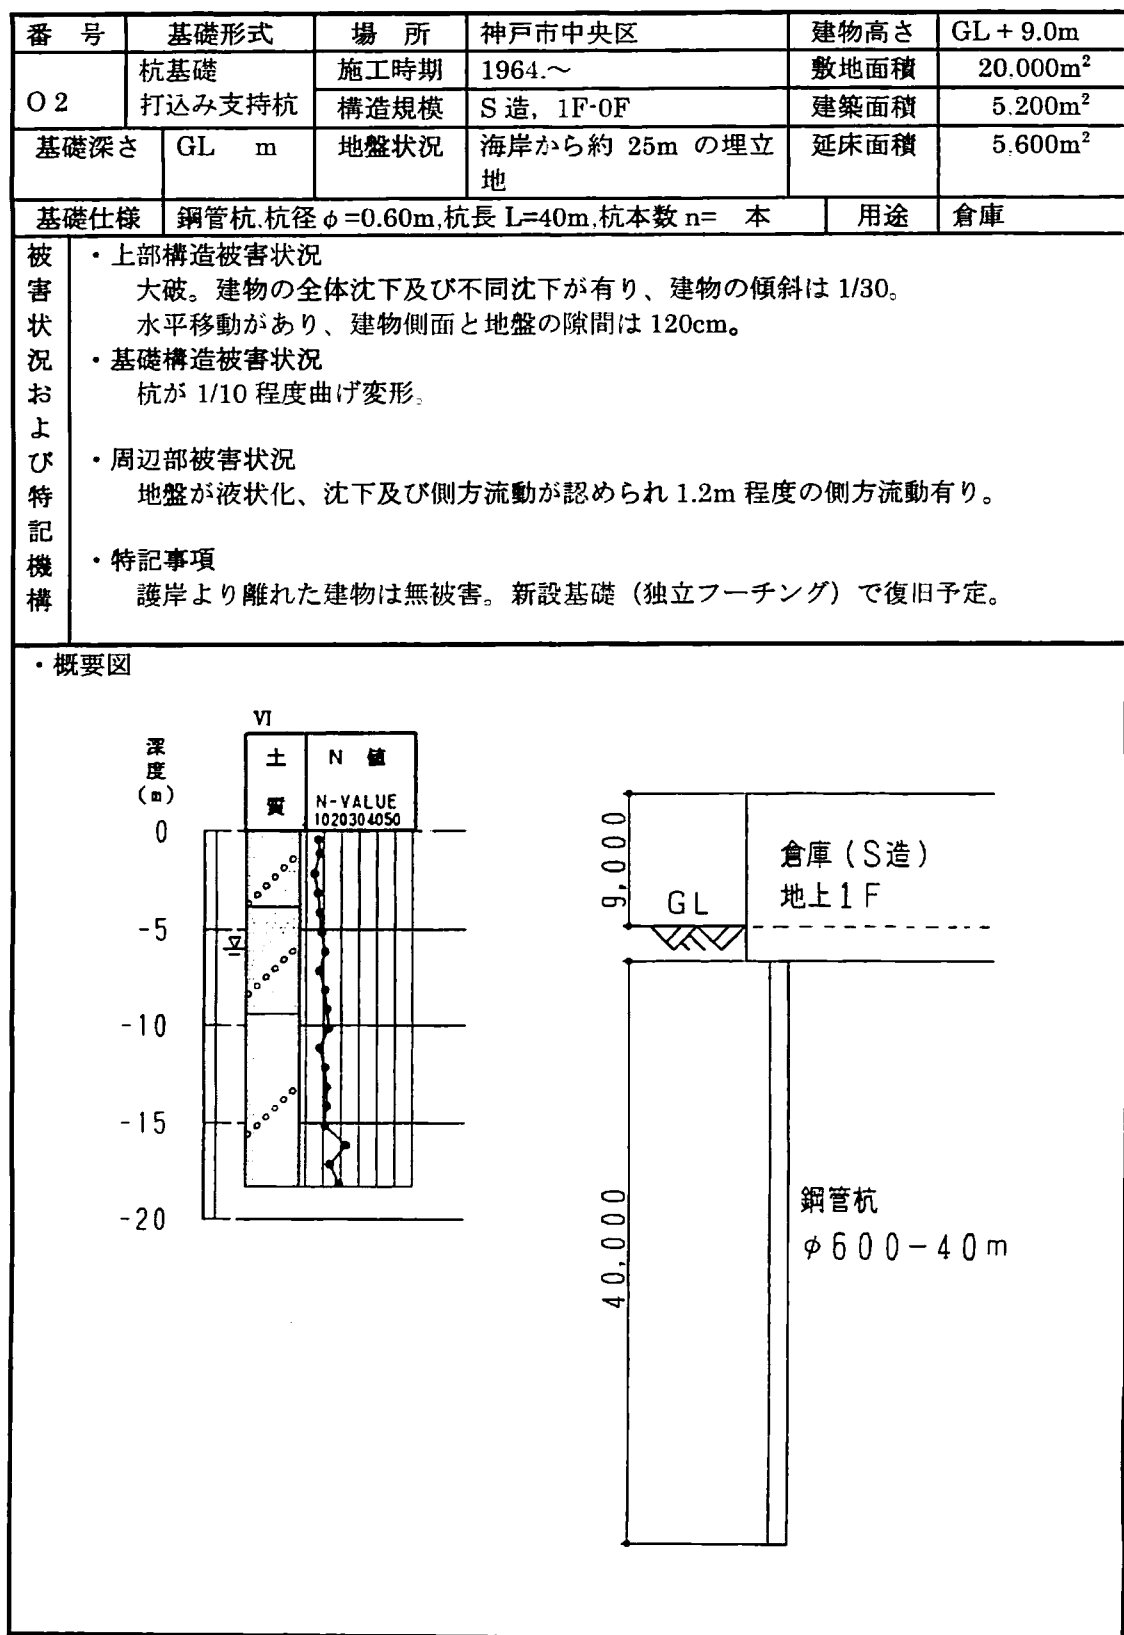 番 号 基礎形式 場 所 神戸市中央区 建物高さ GL + 9.0m
O 2 杭基礎 施工時期 1964.～ 敷地面積 20.000m²
打込み支持杭 構造規模 S 造, 1F-0F 建築面積 5.200m²
基礎深さ GL m 地盤状況 海岸から約 25m の埋立 延床面積 5.600m²
地
基礎仕様 鋼管杭,杭径φ=0.60m,杭長 L=40m,杭本数 n= 本 用途 倉庫
被害状況および特記機構
・上部構造被害状況
大破。建物の全体沈下及び不同沈下が有り、建物の傾斜は 1/30。
水平移動があり、建物側面と地盤の隙間は 120cm。
・基礎構造被害状況
杭が 1/10 程度曲げ変形。
・周辺部被害状況
地盤が液状化、沈下及び側方流動が認められ 1.2m 程度の側方流動有り。
・特記事項
護岸より離れた建物は無被害。新設基礎（独立フーチング）で復旧予定。
・概要図
VI
深度(m)
土質
N 値
N-VALUE
1020304050
0
-5
-10
-15
-20
9,000
GL
倉庫(S造)
地上1F
40,000
鋼管杭
φ600-40m